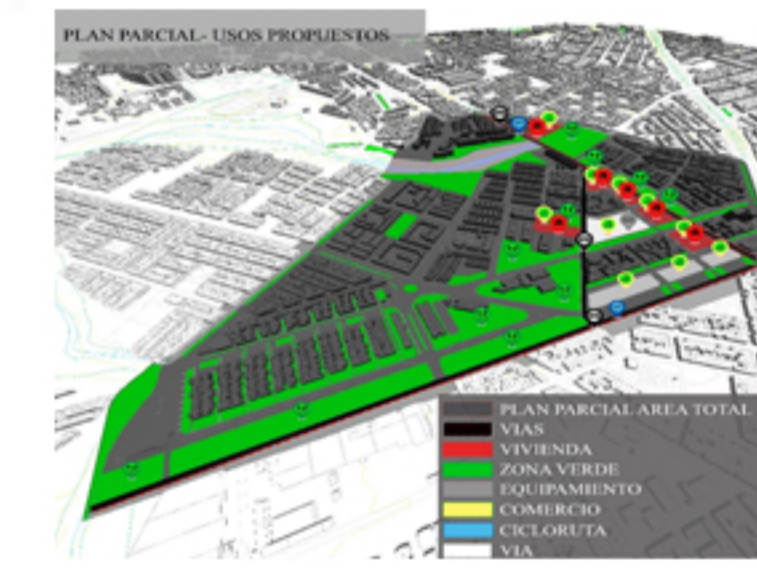 PLAN PARCIAL- USOS PROPUESTOS
PLAN PARCIAL AREA TOTAL
VIAS
VIVIENDA
ZONA VERDE
EQUIPAMIENTO
COMERCIO
CICLORUTA
VIA